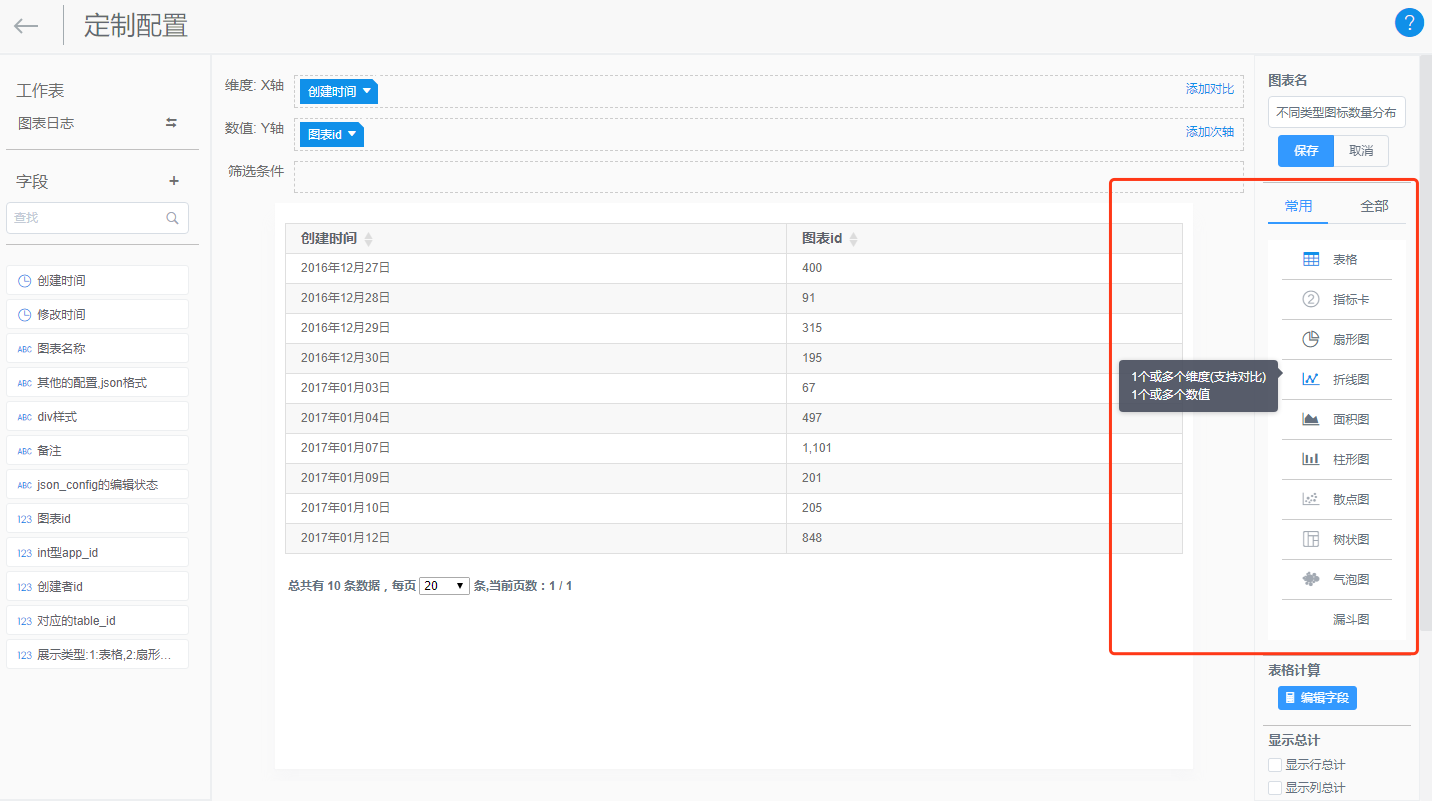 定制配置
?
工作表
图表日志
字段
+
查找
创建时间
修改时间
ABC 图表名称
ABC 其他的配置,json格式
ABC div样式
ABC 备注
ABC json_config的编辑状态
123 图表id
123 int型app_id
123 创建者id
123 对应的table_id
123 展示类型:1:表格,2:扇形...
维度: X轴 创建时间 添加对比
数值: Y轴 图表id 添加次轴
筛选条件
创建时间 图表id
2016年12月27日 400
2016年12月28日 91
2016年12月29日 315
2016年12月30日 195
2017年01月03日 67
2017年01月04日 497
2017年01月07日 1,101
2017年01月09日 201
2017年01月10日 205
2017年01月12日 848
总共有 10 条数据，每页 20 条,当前页数：1 / 1
图表名
不同类型图标数量分布
保存 取消
常用 全部
表格
2 指标卡
扇形图
1个或多个维度(支持对比)
1个或多个数值
折线图
面积图
柱形图
散点图
树状图
气泡图
漏斗图
表格计算
编辑字段
显示总计
显示行总计
显示列总计